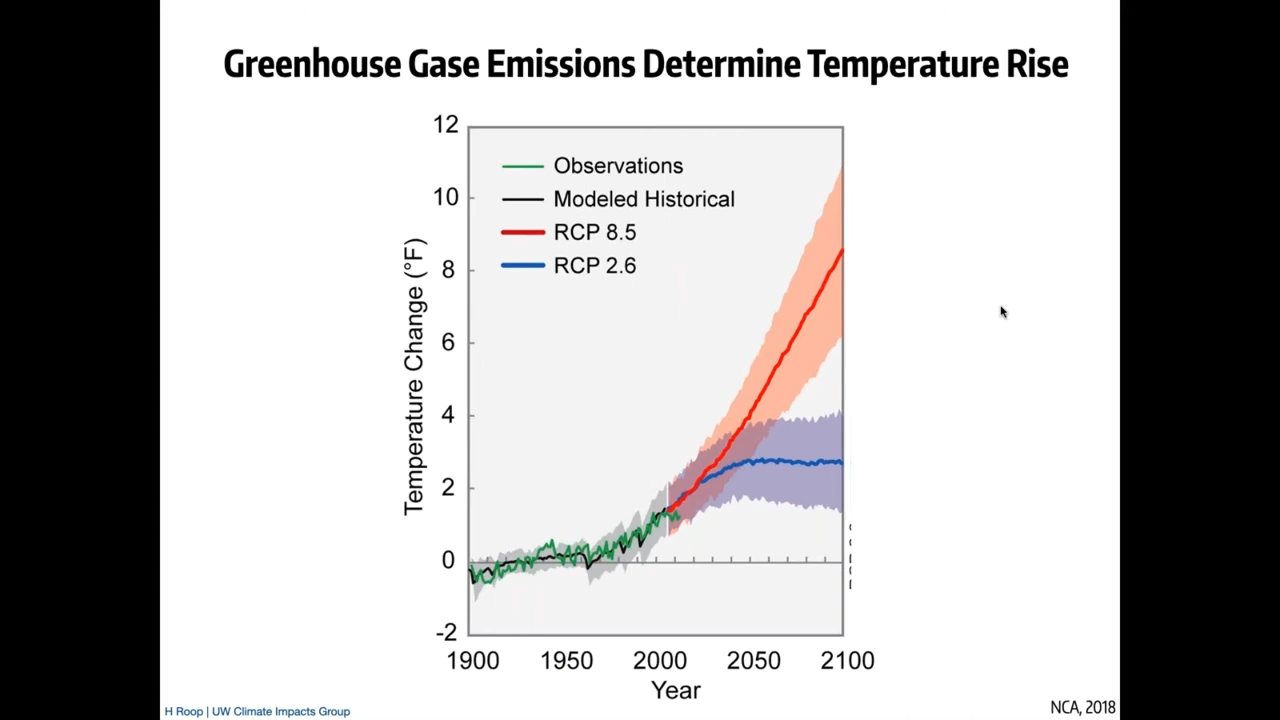 Greenhouse Gase Emissions Determine Temperature Rise
12
10
8
6
4
2
0
-2
Temperature Change (°F)
Observations
Modeled Historical
RCP 8.5
RCP 2.6
1900 1950 2000 2050 2100
Year
H Roop | UW Climate Impacts Group
NCA, 2018